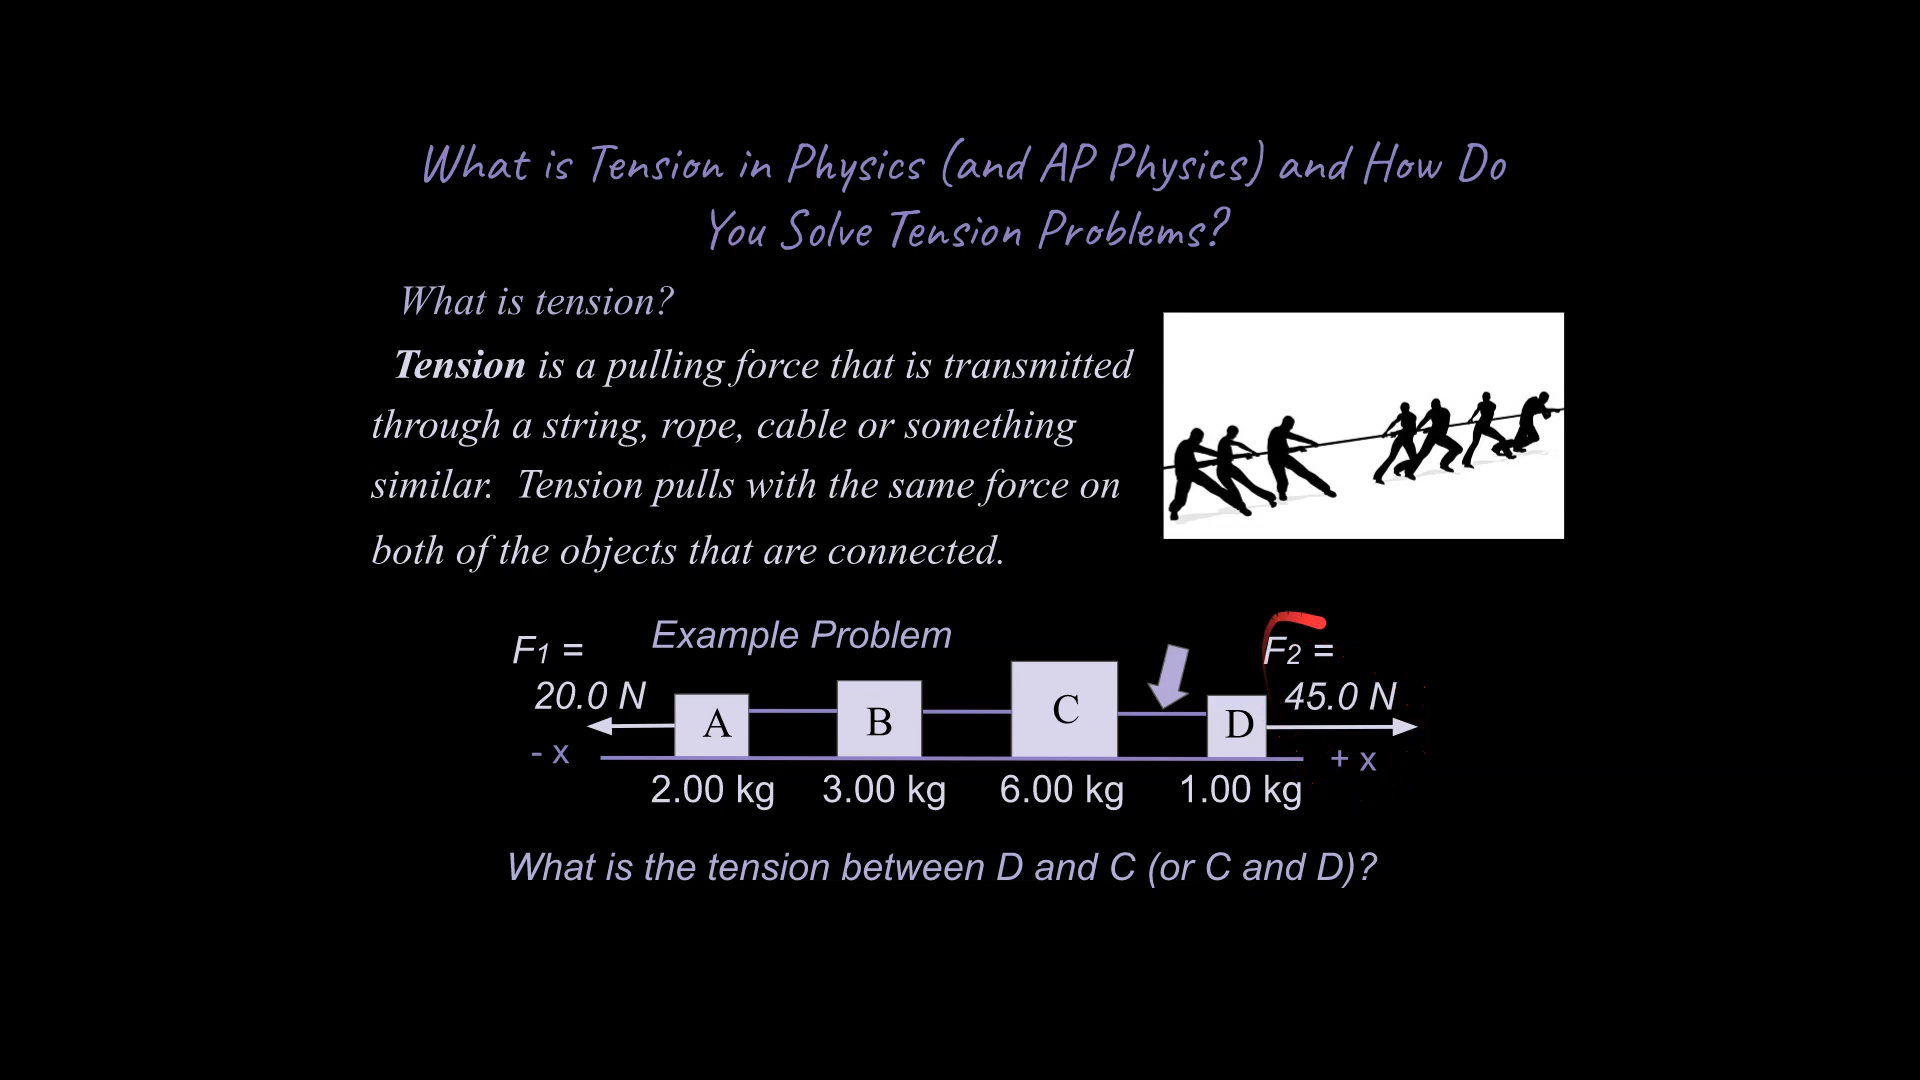 What is Tension in Physics (and AP Physics) and How Do
You Solve Tension Problems?
What is tension?
Tension is a pulling force that is transmitted
through a string, rope, cable or something
similar. Tension pulls with the same force on
both of the objects that are connected.
Example Problem
F1 =
20.0 N
F2 =
45.0 N
A B C D
- x + x
2.00 kg 3.00 kg 6.00 kg 1.00 kg
What is the tension between D and C (or C and D)?